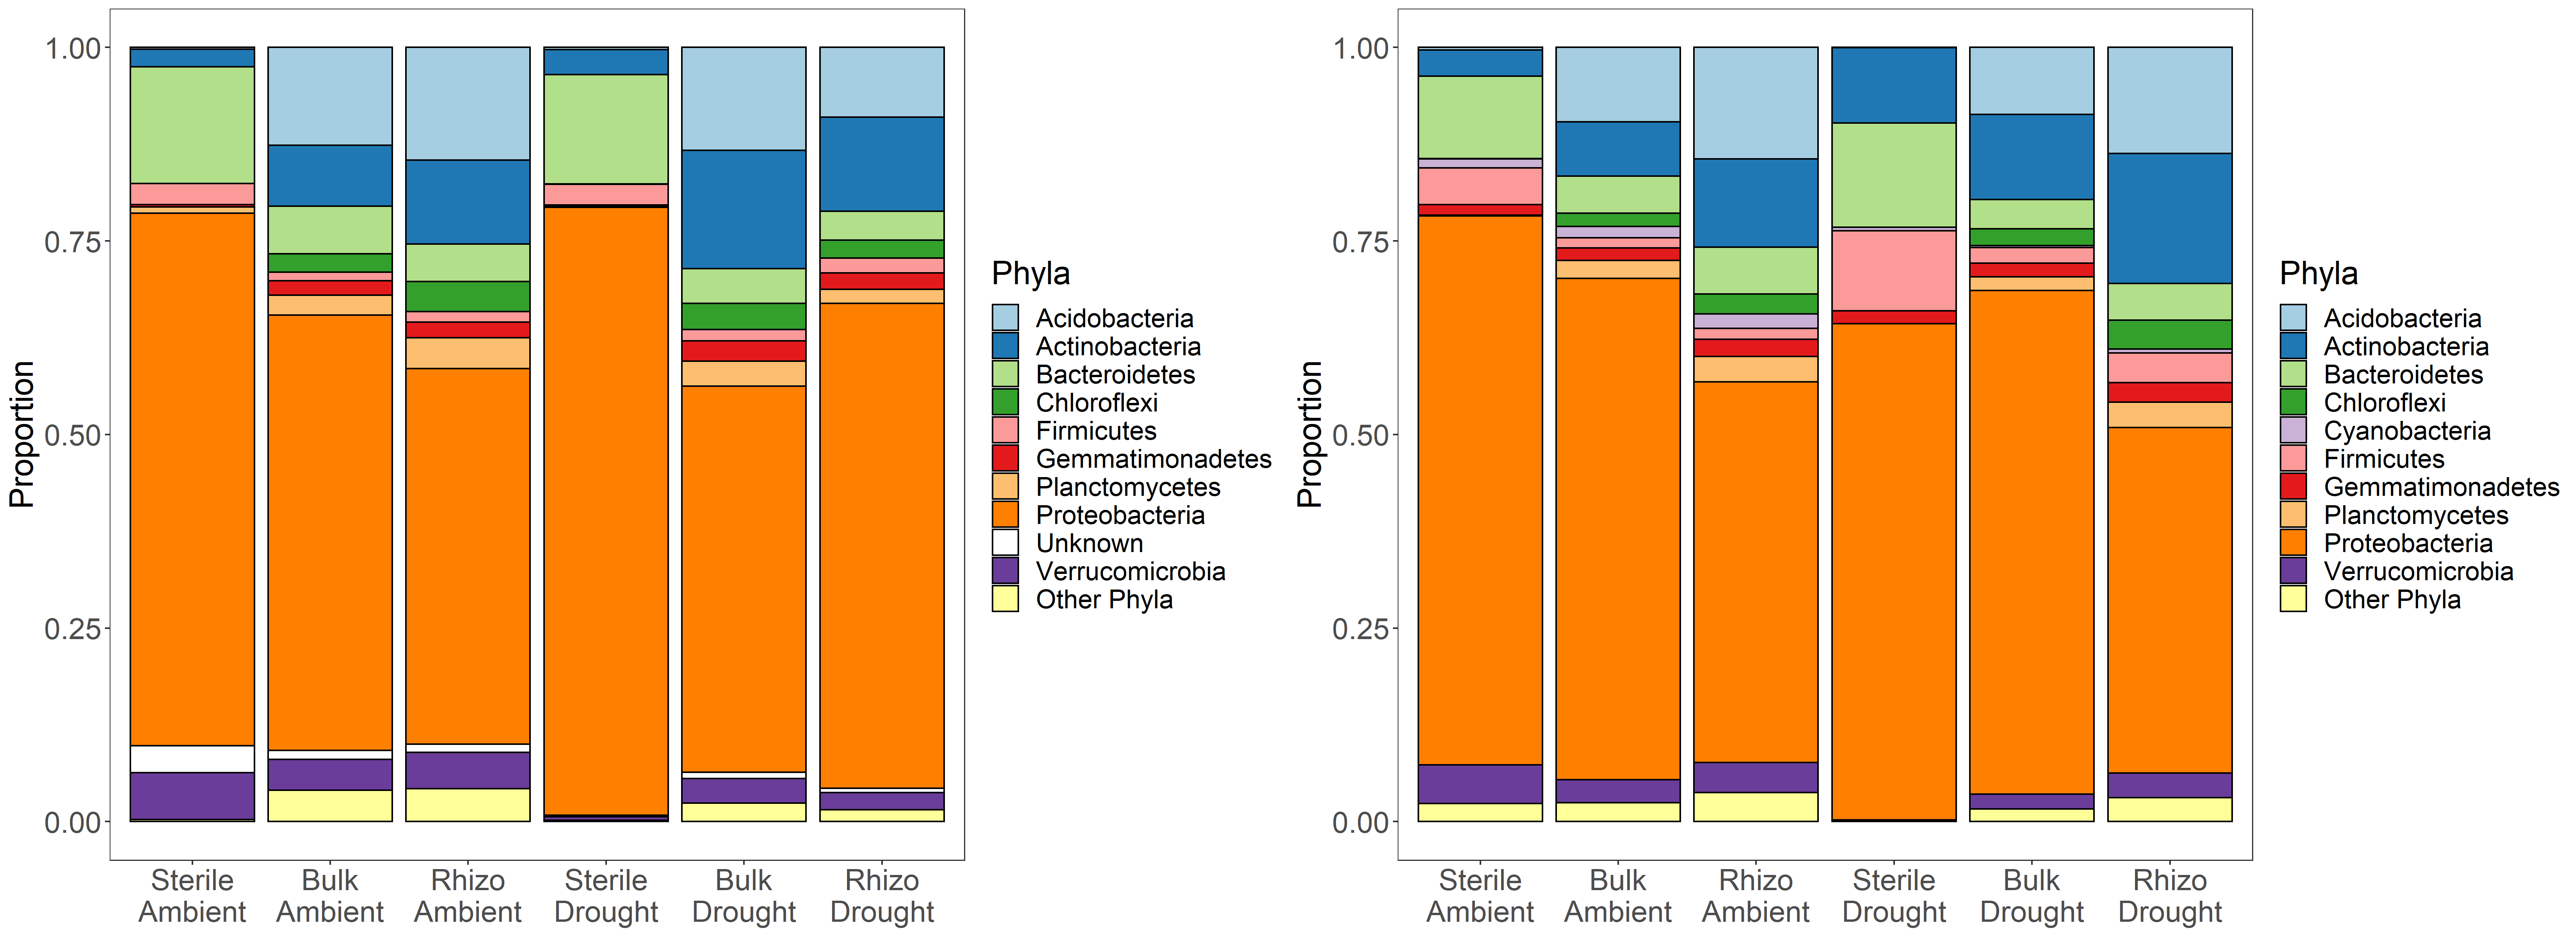 1.00
0.75
0.50
0.25
0.00
Proportion
Sterile
Ambient
Bulk
Ambient
Rhizo
Ambient
Sterile
Drought
Bulk
Drought
Rhizo
Drought
Phyla
Acidobacteria
Actinobacteria
Bacteroidetes
Chloroflexi
Firmicutes
Gemmatimonadetes
Planctomycetes
Proteobacteria
Unknown
Verrucomicrobia
Other Phyla
1.00
0.75
0.50
0.25
0.00
Proportion
Sterile
Ambient
Bulk
Ambient
Rhizo
Ambient
Sterile
Drought
Bulk
Drought
Rhizo
Drought
Phyla
Acidobacteria
Actinobacteria
Bacteroidetes
Chloroflexi
Cyanobacteria
Firmicutes
Gemmatimonadetes
Planctomycetes
Proteobacteria
Verrucomicrobia
Other Phyla